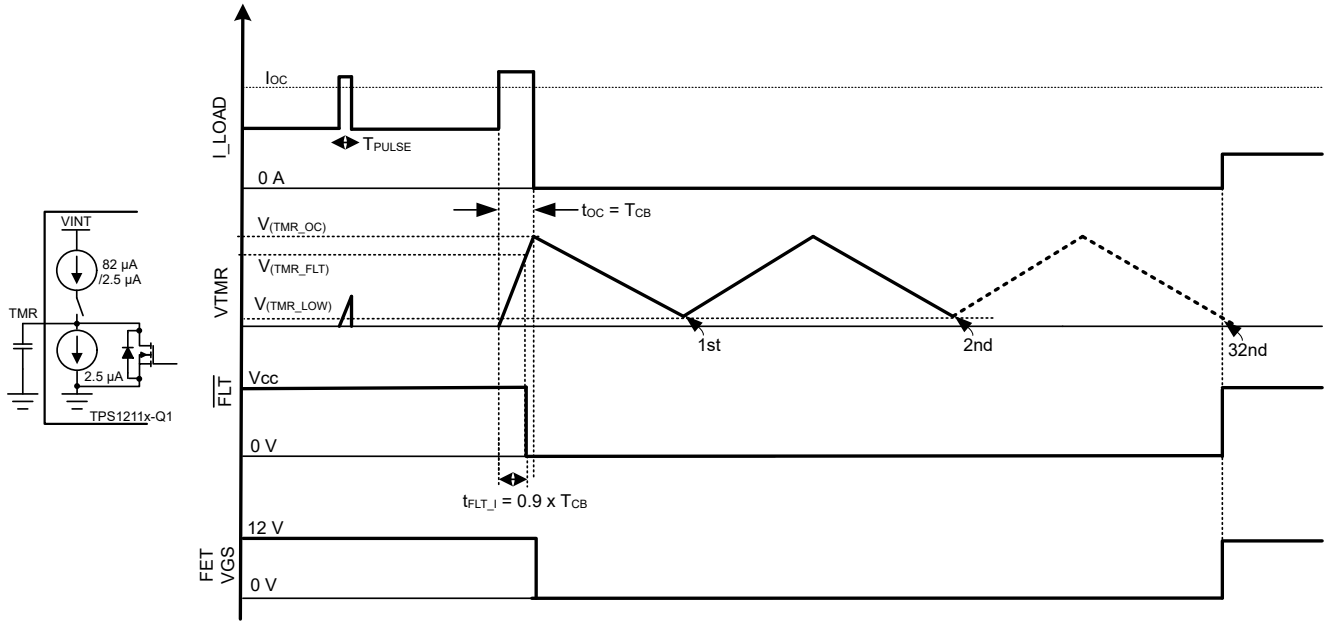 VINT
82 µA
/2.5 µA
TMR
2.5 µA
TPS1211x-Q1
I_LOAD
IOC
TPULSE
0 A
tOC = TCB
VTMR
V(TMR_OC)
V(TMR_FLT)
V(TMR_LOW)
1st
2nd
32nd
FLT
Vcc
0 V
tFLT_I = 0.9 x TCB
FET
VGS
12 V
0 V